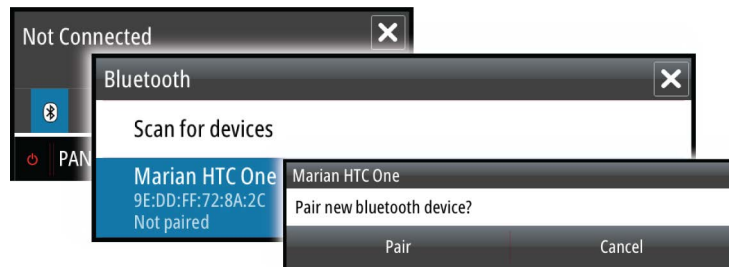 Not Connected
Bluetooth
Scan for devices
PAN
Marian HTC One
9E:DD:FF:72:8A:2C
Not paired
Marian HTC One
Pair new bluetooth device?
Pair Cancel